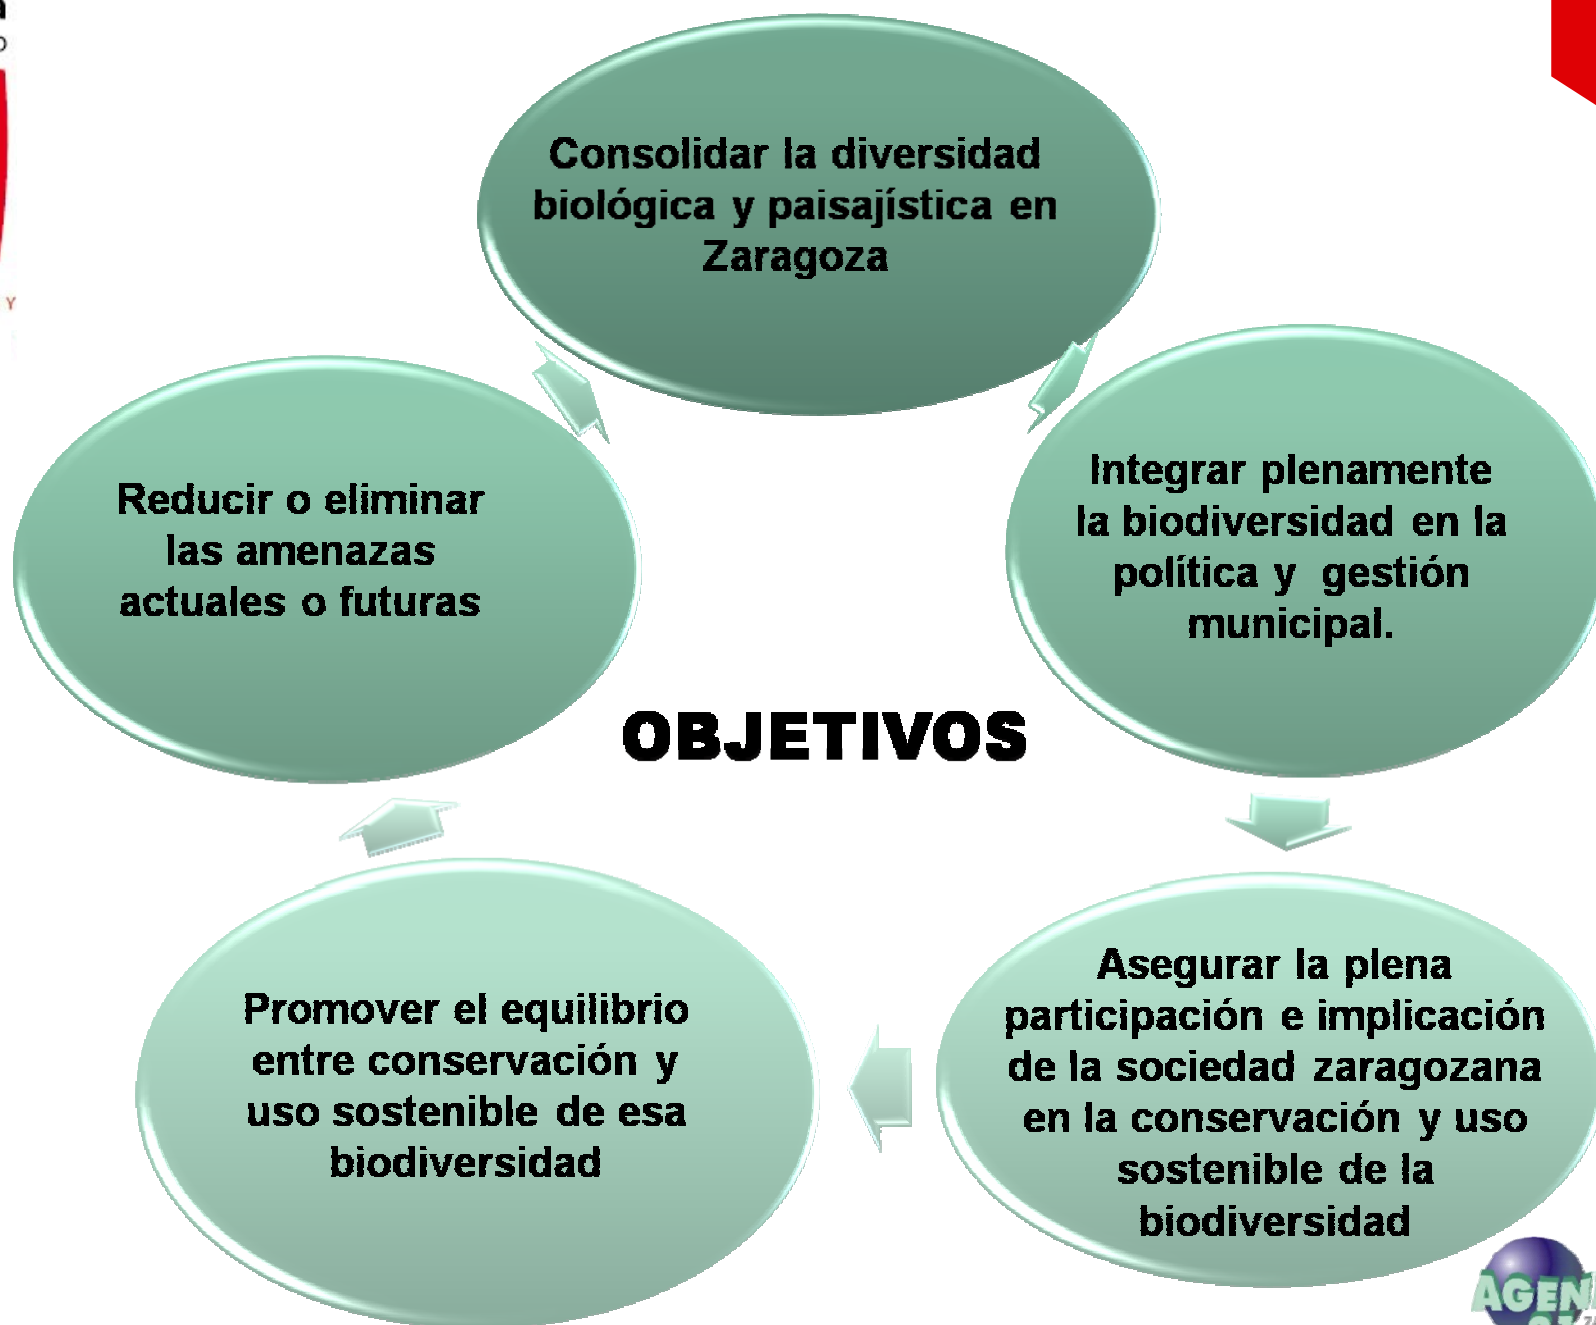 Consolidar la diversidad
biológica y paisajística en
Zaragoza
Integrar plenamente
la biodiversidad en la
política y gestión
municipal.
Reducir o eliminar
las amenazas
actuales o futuras
OBJETIVOS
Asegurar la plena
participación e implicación
de la sociedad zaragozana
en la conservación y uso
sostenible de la
biodiversidad
Promover el equilibrio
entre conservación y
uso sostenible de esa
biodiversidad
Y
AGEN